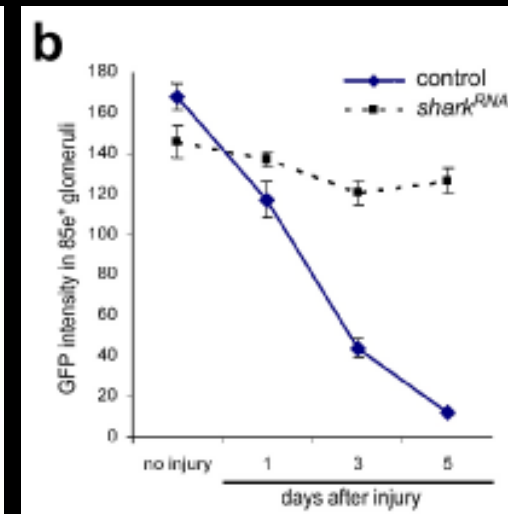 b
180
160
140
120
100
80
60
40
20
0
GFP intensity in 85e⁺ glomeruli
control
shark^RNA
no injury 1 3 5
days after injury